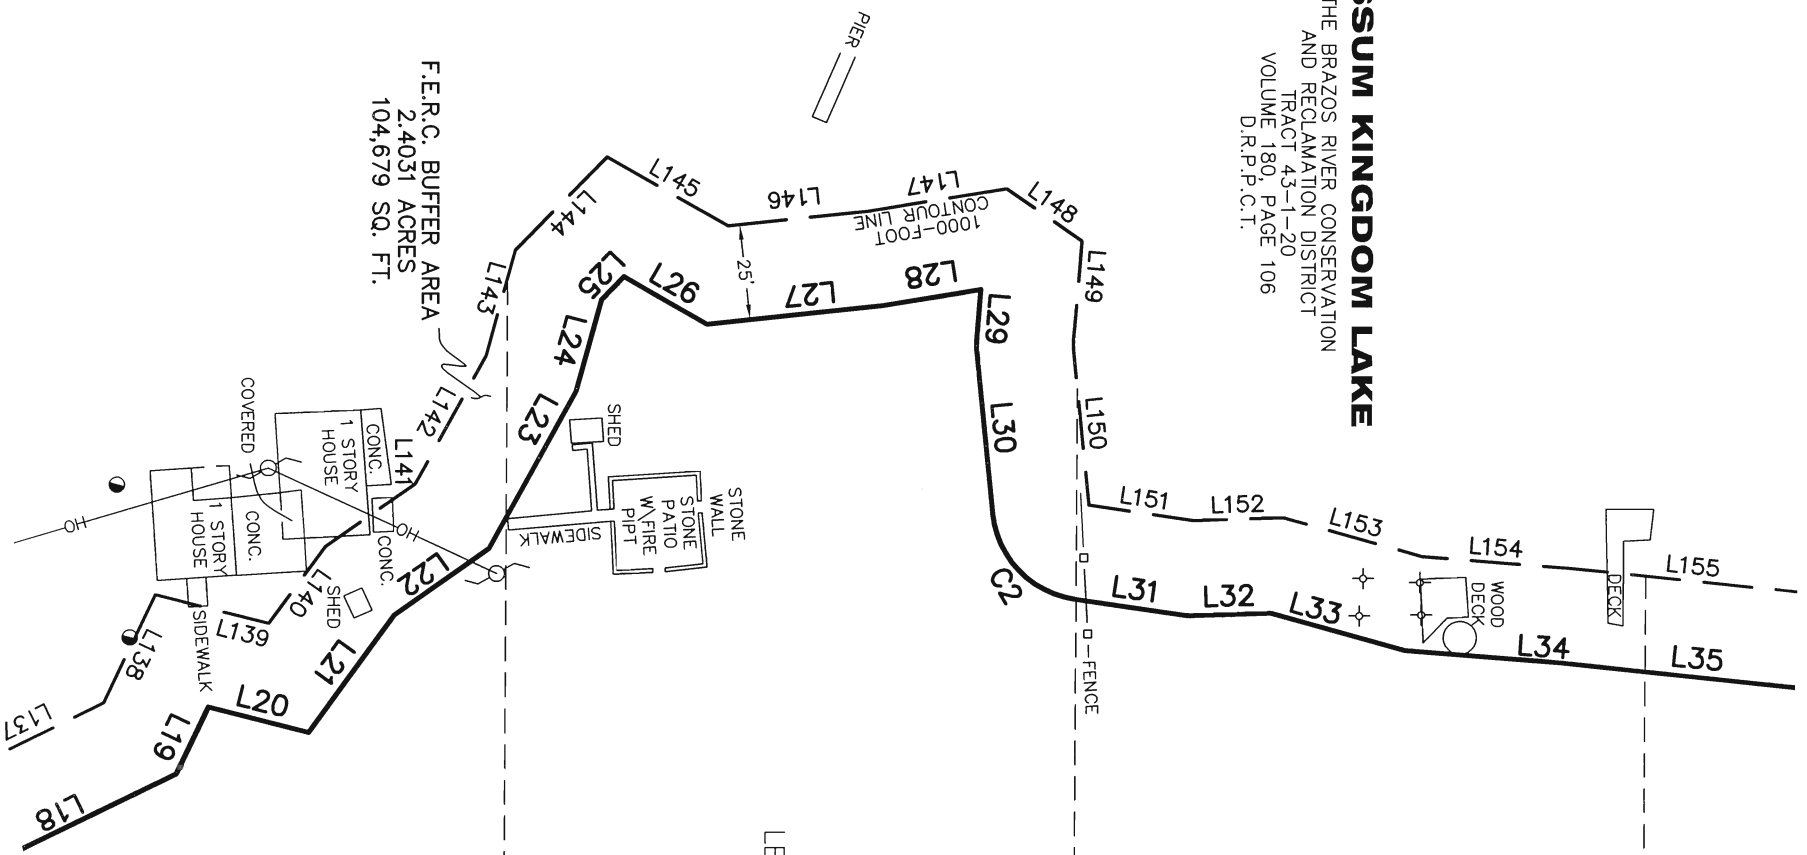 SSUM KINGDOM LAKE
THE BRAZOS RIVER CONSERVATION
AND RECLAMATION DISTRICT
TRACT 43-1-20
VOLUME 180, PAGE 106
D.R.P.P.C.T.
PIER
F.E.R.C. BUFFER AREA
2.4031 ACRES
104,679 SQ. FT.
L145
L146
L147
1000-FOOT
CONTOUR LINE
L148
L144
L149
L143
25'
L25
L26
L27
L28
L29
L24
L150
L30
L142
L23
SHED
COVERED
1 STORY
HOUSE
CONC.
L141
STONE
WALL
STONE
PATIO
W\FIRE
PIPT
SIDEWALK
L151
L152
L153
L154
L155
DECK
OH
OH
1 STORY
HOUSE
CONC.
CONC.
L22
C2
L31
L32
L33
WOOD
DECK
L34
L35
FENCE
L140
SHED
L139
SIDEWALK
L138
L21
L20
L137
L19
L18
LE